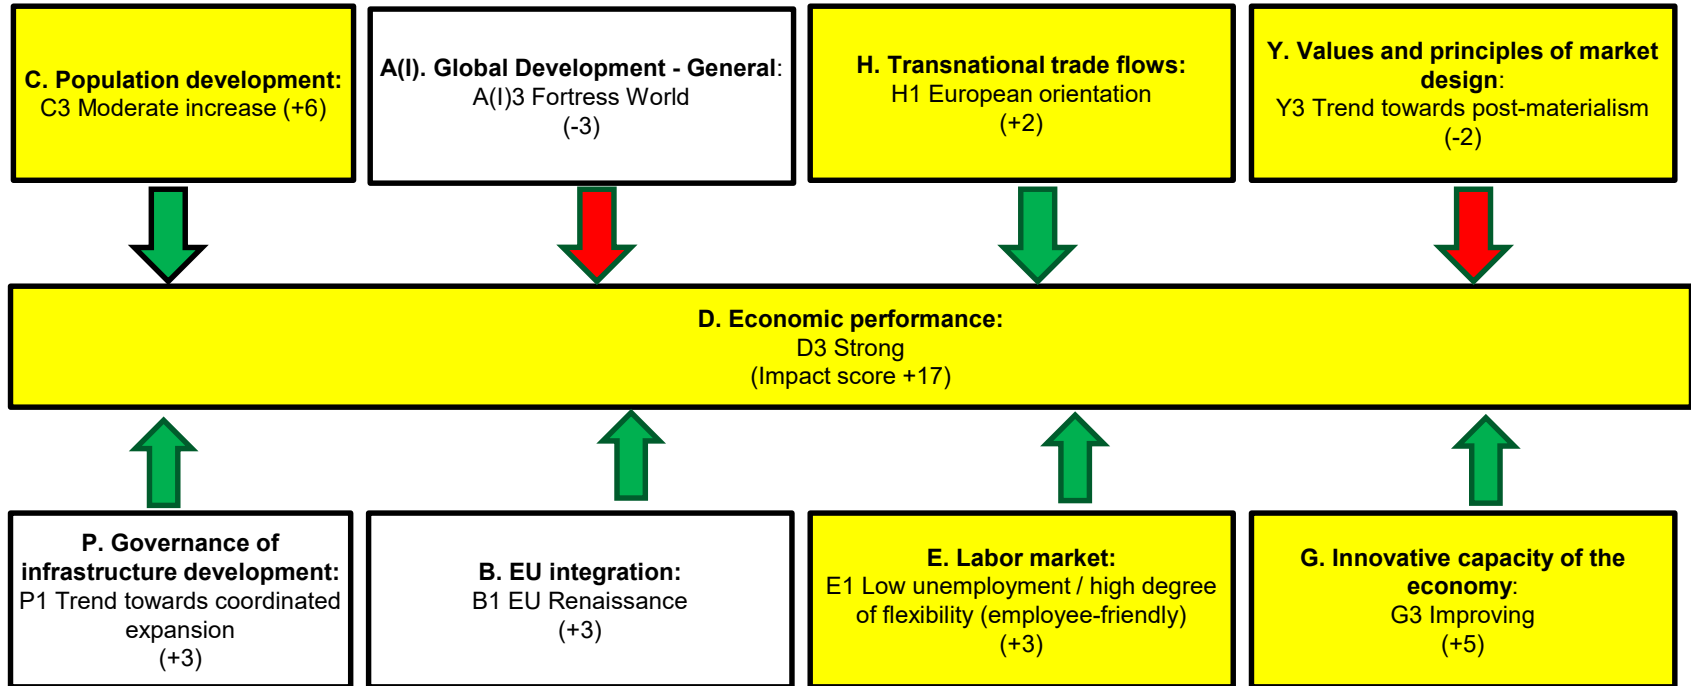 C. Population development:
C3 Moderate increase (+6)
A(I). Global Development - General:
A(I)3 Fortress World
(-3)
H. Transnational trade flows:
H1 European orientation
(+2)
Y. Values and principles of market
design:
Y3 Trend towards post-materialism
(-2)
D. Economic performance:
D3 Strong
(Impact score +17)
P. Governance of
infrastructure development:
P1 Trend towards coordinated
expansion
(+3)
B. EU integration:
B1 EU Renaissance
(+3)
E. Labor market:
E1 Low unemployment / high degree
of flexibility (employee-friendly)
(+3)
G. Innovative capacity of the
economy:
G3 Improving
(+5)